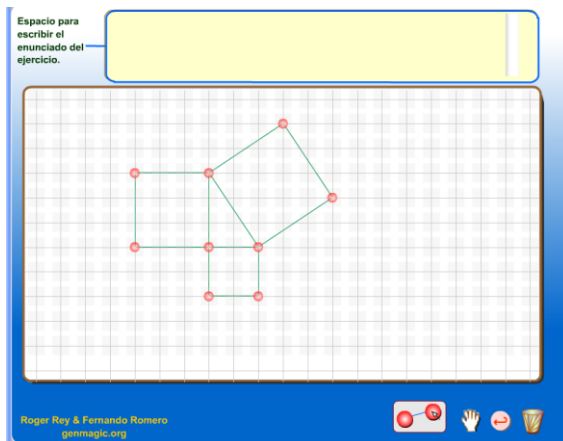 Espacio para
escribir el
enunciado del
ejercicio.
Roger Rey & Fernando Romero
genmagic.org